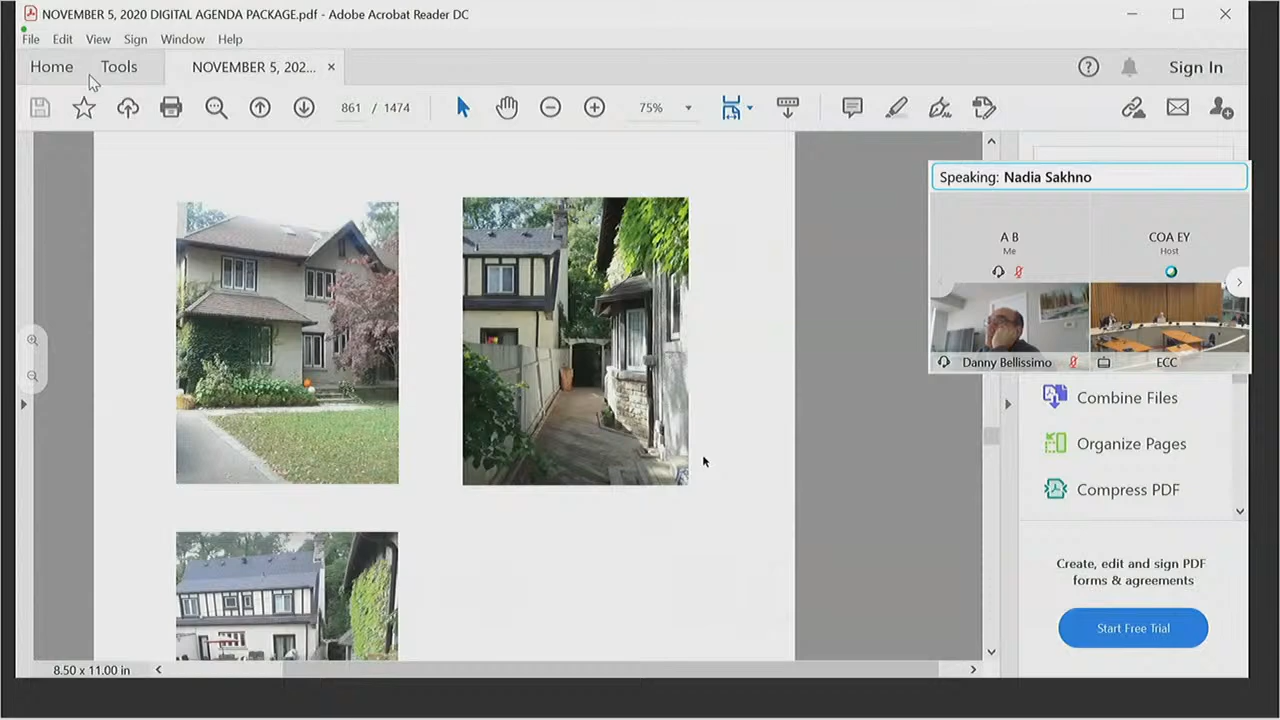 NOVEMBER 5, 2020 DIGITAL AGENDA PACKAGE.pdf - Adobe Acrobat Reader DC
File Edit View Sign Window Help
Home Tools NOVEMBER 5, 202... × Sign In
861 / 1474 75%
Speaking: Nadia Sakhno
A B
Me
COA EY
Host
Danny Bellissimo
ECC
Combine Files
Organize Pages
Compress PDF
Create, edit and sign PDF
forms & agreements
Start Free Trial
8.50 x 11.00 in